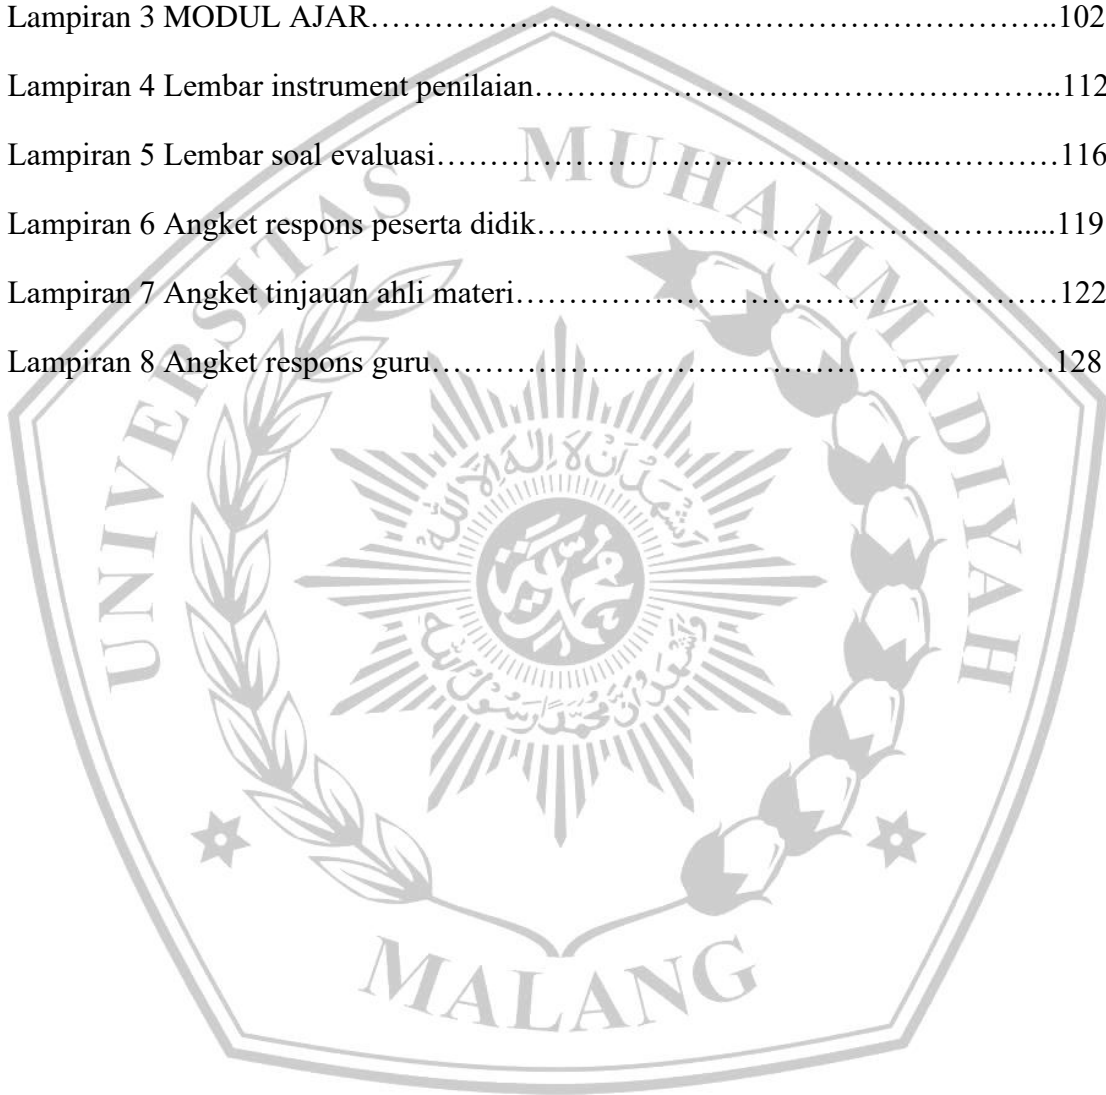 Lampiran 3 MODUL AJAR………………………………………………………..102
Lampiran 4 Lembar instrument penilaian…………………………………………..112
Lampiran 5 Lembar soal evaluasi……………………………………..…………116
Lampiran 6 Angket respons peserta didik……………………………………......119
Lampiran 7 Angket tinjauan ahli materi……………………………………………122
Lampiran 8 Angket respons guru……………………………………………….….128
UNIVERSITAS MUHAMMADIYAH
MALANG